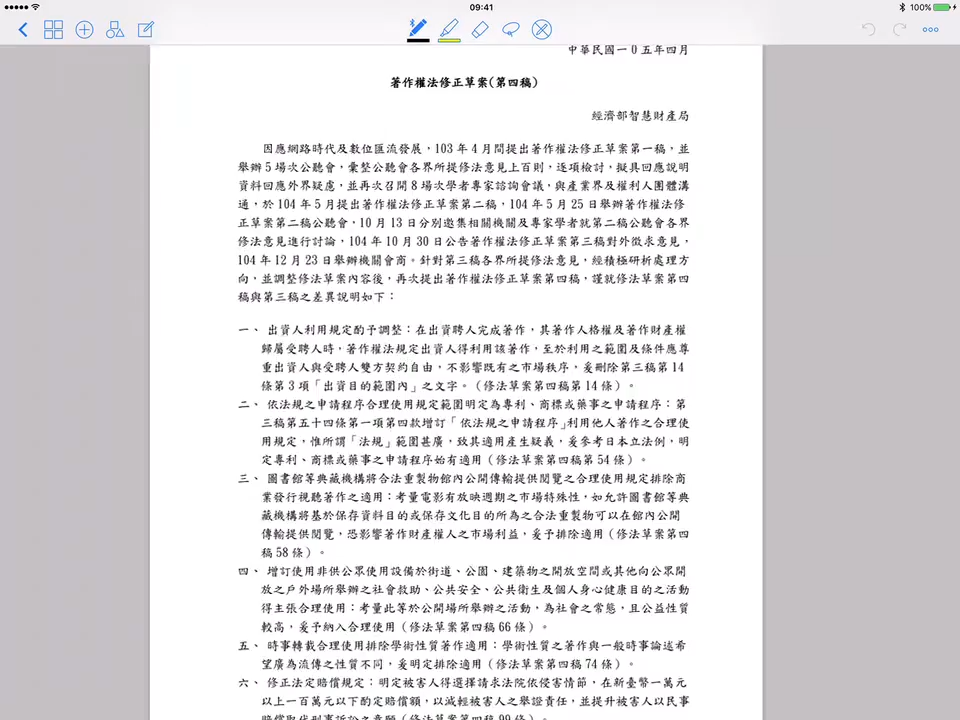 09:41
100%
中華民國一0五年四月
著作權法修正草案(第四稿)
經濟部智慧財產局
因應網路時代及數位匯流發展，103 年 4 月間提出著作權法修正草案第一稿，並
舉辦 5 場次公聽會，彙整公聽會各界所提修法意見上百則，逐項檢討，擬具回應說明
資料回應外界疑慮，並再次召開 8 場次學者專家諮詢會議，與產業界及權利人團體溝
通，於 104 年 5 月提出著作權法修正草案第二稿，104 年 5 月 25 日舉辦著作權法修
正草案第二稿公聽會，10 月 13 日分別邀集相關機關及專家學者就第二稿公聽會各界
修法意見進行討論，104 年 10 月 30 日公告著作權法修正草案第三稿對外徵求意見，
104 年 12 月 23 日舉辦機關會商。針對第三稿各界所提修法意見，經積極研析處理方
向，並調整修法草案內容後，再次提出著作權法修正草案第四稿，謹就修法草案第四
稿與第三稿之差異說明如下：
一、 出資人利用規定酌予調整：在出資聘人完成著作，其著作人格權及著作財產權
歸屬受聘人時，著作權法規定出資人得利用該著作，至於利用之範圍及條件應尊
重出資人與受聘人雙方契約自由，不影響既有之市場秩序，爰刪除第三稿第 14
條第 3 項「出資目的範圍內」之文字。（修法草案第四稿第 14 條）。
二、 依法規之申請程序合理使用規定範圍明定為專利、商標或藥事之申請程序：第
三稿第五十四條第一項第四款增訂「依法規之申請程序」利用他人著作之合理使
用規定，惟所謂「法規」範圍甚廣，致其適用產生疑義，爰參考日本立法例，明
定專利、商標或藥事之申請程序始有適用（修法草案第四稿第 54 條）。
三、 圖書館等典藏機構將合法重製物館內公開傳輸提供閱覽之合理使用規定排除商
業發行視聽著作之適用：考量電影有放映週期之市場特殊性，如允許圖書館等典
藏機構將基於保存資料目的或保存文化目的所為之合法重製物可以在館內公開
傳輸提供閱覽，恐影響著作財產權人之市場利益，爰予排除適用（修法草案第四
稿 58 條）。
四、 增訂使用非供公眾使用設備於街道、公園、建築物之開放空間或其他向公眾開
放之戶外場所舉辦之社會救助、公共安全、公共衛生及個人身心健康目的之活動
得主張合理使用：考量此等於公開場所舉辦之活動，為社會之常態，且公益性質
較高，爰予納入合理使用（修法草案第四稿 66 條）。
五、 時事轉載合理使用排除學術性質著作適用：學術性質之著作與一般時事論述希
望廣為流傳之性質不同，爰明定排除適用（修法草案第四稿 74 條）。
六、 修正法定賠償規定：明定被害人得選擇請求法院依侵害情節，在新臺幣一萬元
以上一百萬元以下酌定賠償額，以減輕被害人之舉證責任，並提升被害人以民事
賠償取代刑事訴訟之意願（修法草案第四稿 99 條）。